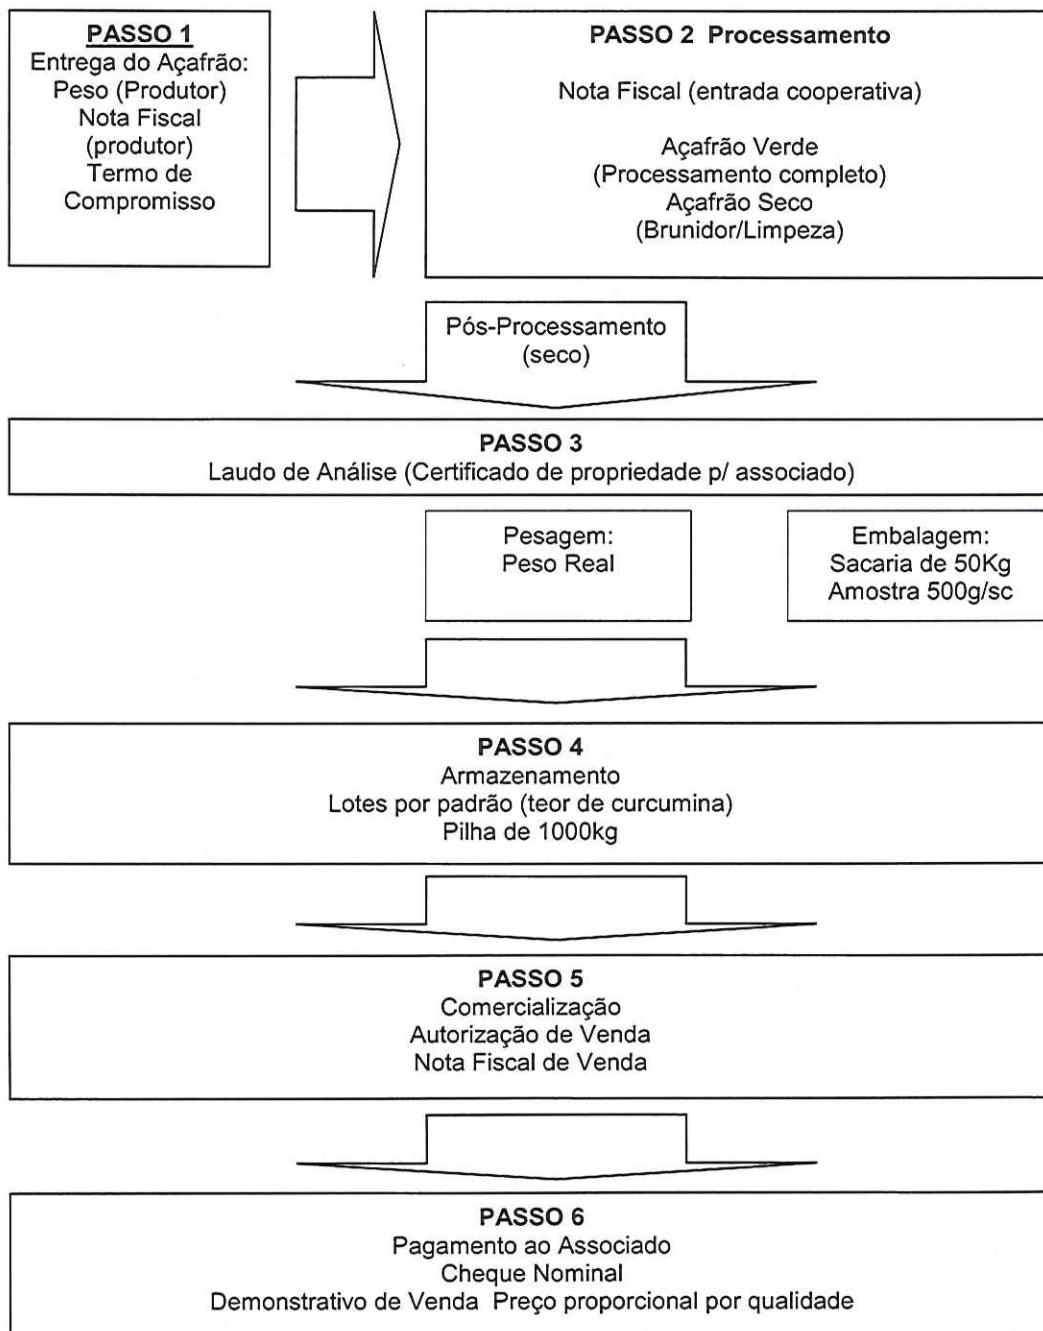 PASSO 1
Entrega do Açafrão:
Peso (Produtor)
Nota Fiscal
(produtor)
Termo de
Compromisso
PASSO 2 Processamento
Nota Fiscal (entrada cooperativa)
Açafrão Verde
(Processamento completo)
Açafrão Seco
(Brunidor/Limpeza)
Pós-Processamento
(seco)
PASSO 3
Laudo de Análise (Certificado de propriedade p/ associado)
Pesagem:
Peso Real
Embalagem:
Sacaria de 50Kg
Amostra 500g/sc
PASSO 4
Armazenamento
Lotes por padrão (teor de curcumina)
Pilha de 1000kg
PASSO 5
Comercialização
Autorização de Venda
Nota Fiscal de Venda
PASSO 6
Pagamento ao Associado
Cheque Nominal
Demonstrativo de Venda Preço proporcional por qualidade